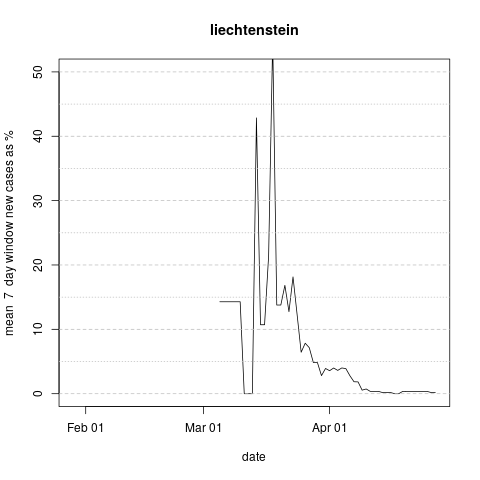 liechtenstein
mean 7 day window new cases as %
50
40
30
20
10
0
Feb 01
Mar 01
Apr 01
date